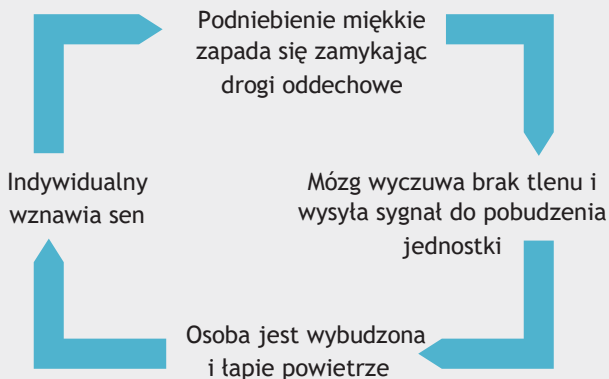 Podniebienie miękkie
zapada się zamykając
drogi oddechowe
Mózg wyczuwa brak tlenu i
wysyła sygnał do pobudzenia
jednostki
Osoba jest wybudzona
i łapie powietrze
Indywidualny
wznawia sen